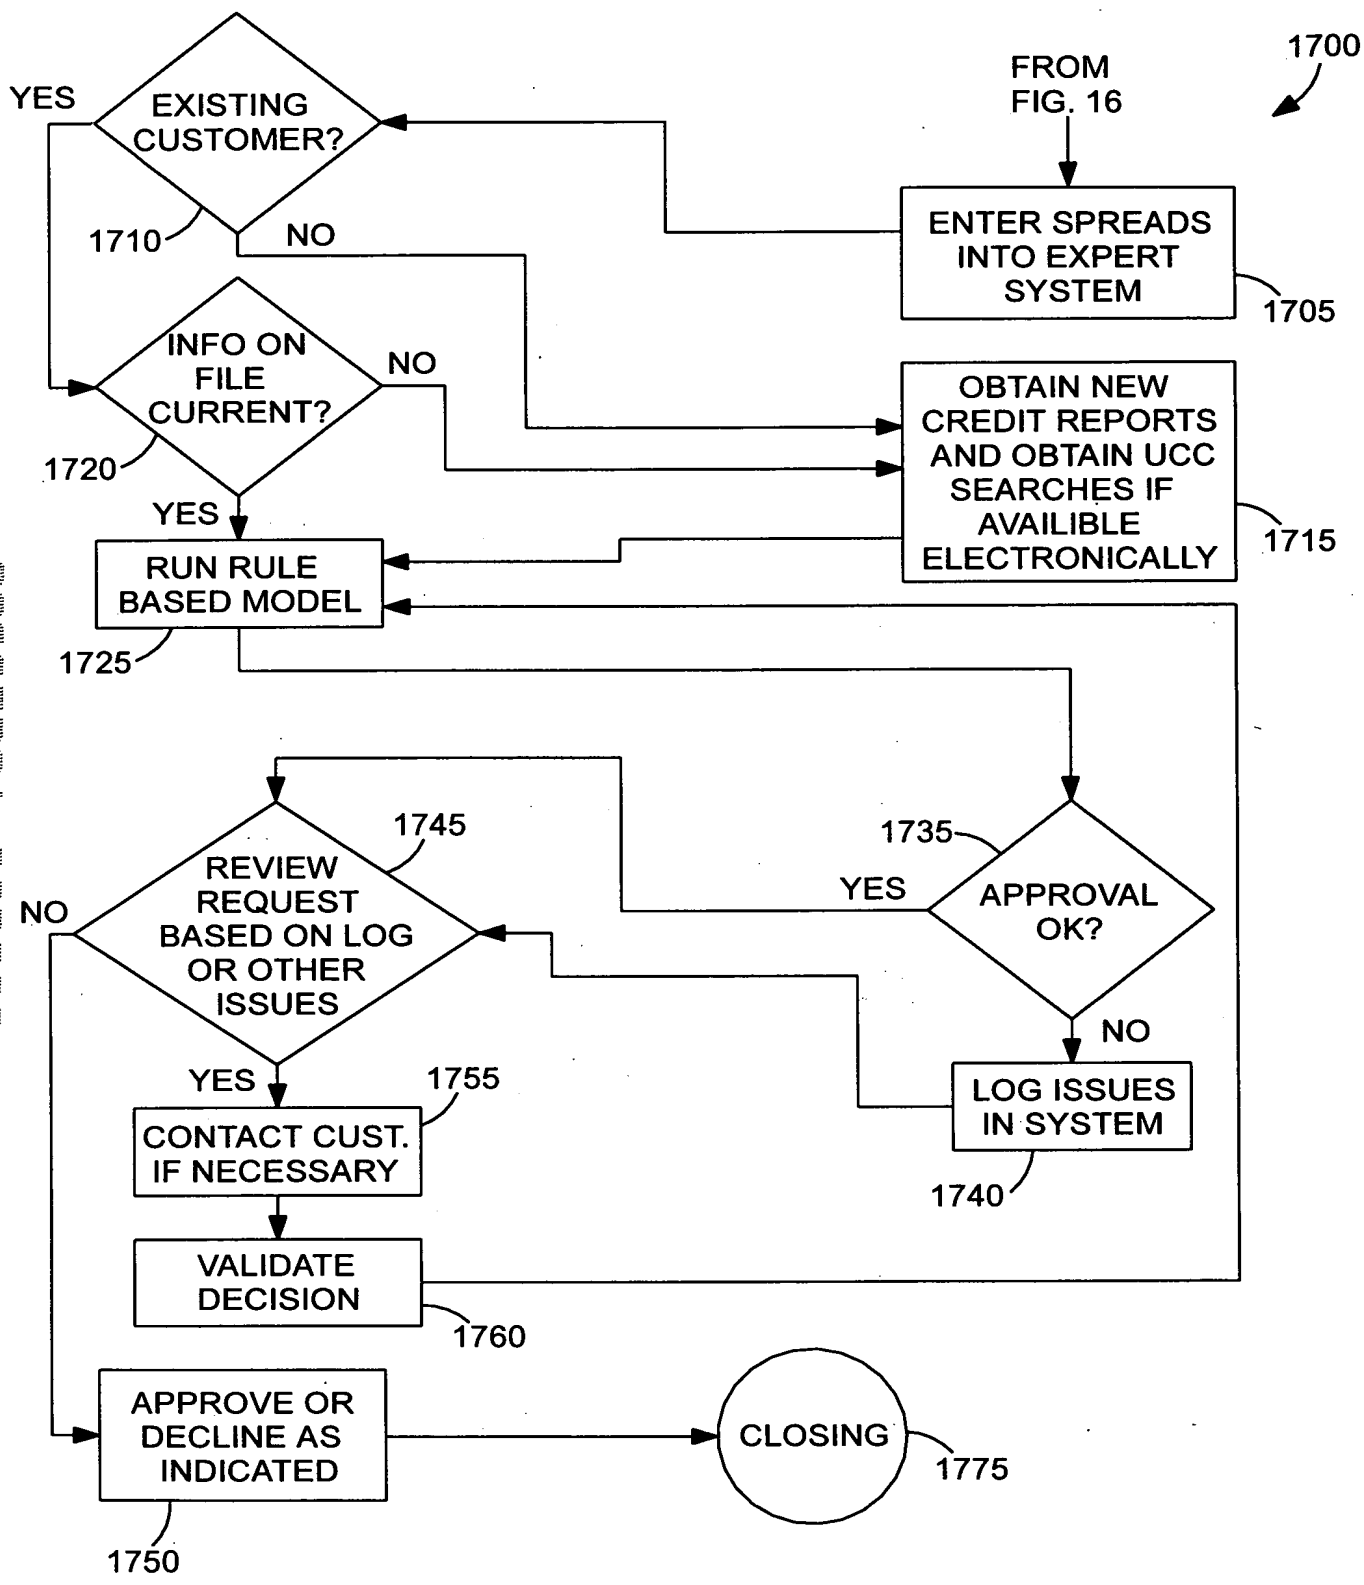 1700
FROM
FIG. 16
YES
EXISTING
CUSTOMER?
1710
NO
ENTER SPREADS
INTO EXPERT
SYSTEM
1705
INFO ON
FILE
CURRENT?
NO
1720
YES
OBTAIN NEW
CREDIT REPORTS
AND OBTAIN UCC
SEARCHES IF
AVAILIBLE
ELECTRONICALLY
1715
RUN RULE
BASED MODEL
1725
1735
APPROVAL
OK?
YES
NO
1745
REVIEW
REQUEST
BASED ON LOG
OR OTHER
ISSUES
NO
YES
LOG ISSUES
IN SYSTEM
1740
1755
CONTACT CUST.
IF NECESSARY
VALIDATE
DECISION
1760
APPROVE OR
DECLINE AS
INDICATED
1750
CLOSING
1775